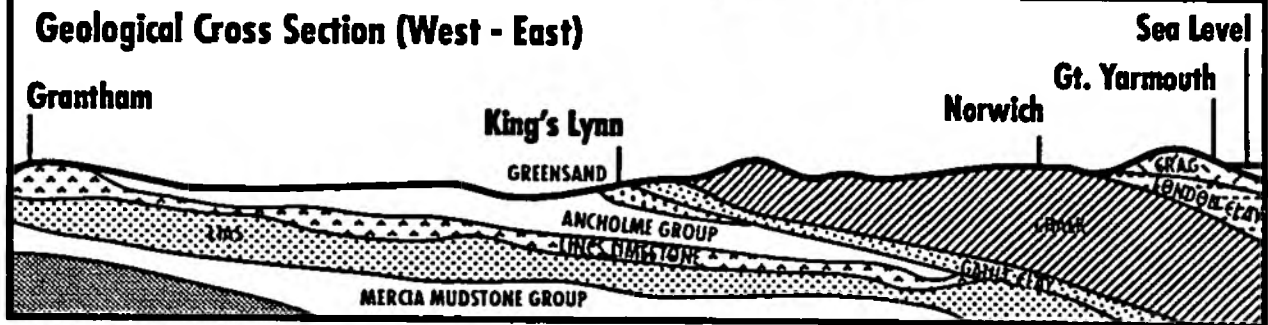 Geological Cross Section (West - East)
Sea Level
Gt. Yarmouth
Grantham
Norwich
King's Lynn
GREENSAND
CRAG
LONDON CLAY
CHALK
ANCHOLME GROUP
LIAS
LINCS LIMESTONE
GAULT CLAY
MERCIA MUDSTONE GROUP